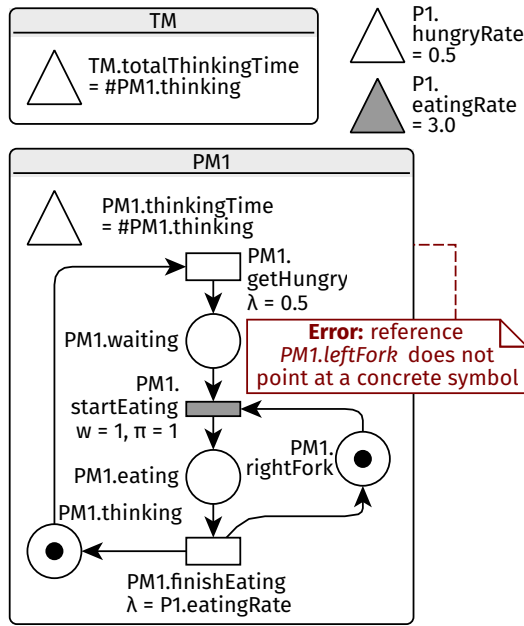 TM
TM.totalThinkingTime
= #PM1.thinking
P1.
hungryRate
= 0.5
P1.
eatingRate
= 3.0
PM1
PM1.thinkingTime
= #PM1.thinking
PM1.
getHungry
λ = 0.5
PM1.waiting
Error: reference
PM1.leftFork does not
point at a concrete symbol
PM1.
startEating
w = 1, π = 1
PM1.
rightFork
PM1.eating
PM1.thinking
PM1.finishEating
λ = P1.eatingRate